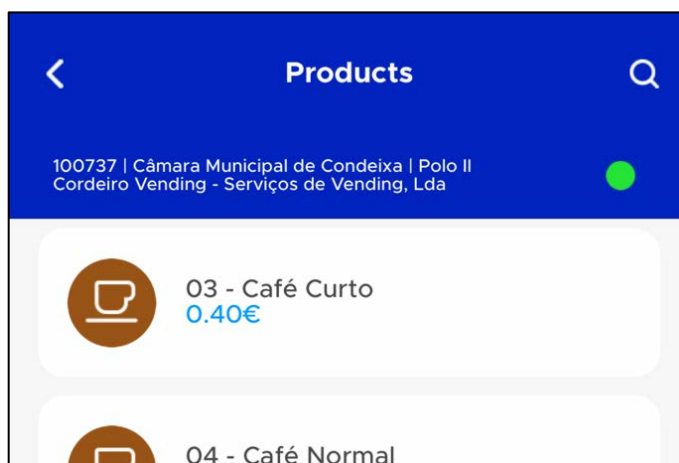 Products
100737 | Câmara Municipal de Condeixa | Polo II
Cordeiro Vending - Serviços de Vending, Lda
03 - Café Curto
0.40€
04 - Café Normal